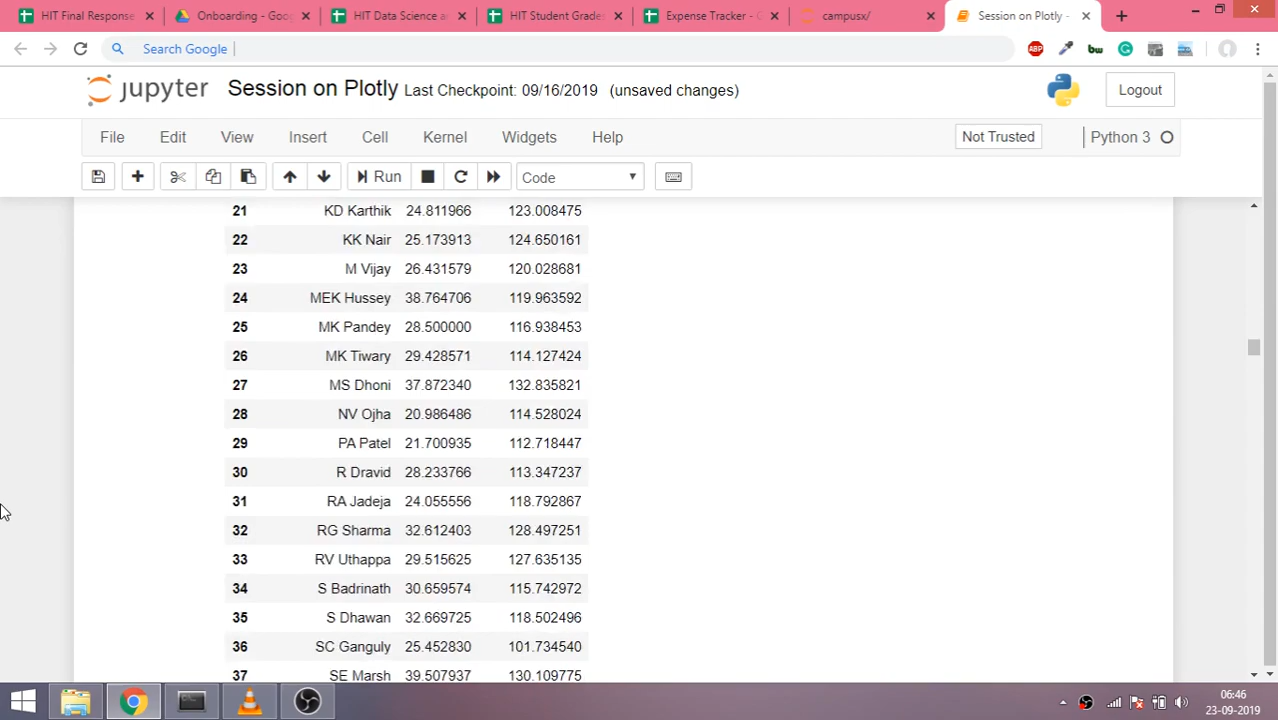 HIT Final Response
Onboarding - Goo
HIT Data Science a
HIT Student Grade
Expense Tracker - G
campusx/
Session on Plotly -
Search Google
ABP
bw
jupyter Session on Plotly Last Checkpoint: 09/16/2019 (unsaved changes)
Logout
File Edit View Insert Cell Kernel Widgets Help
Not Trusted
Python 3
Run
Code
21 KD Karthik 24.811966 123.008475
22 KK Nair 25.173913 124.650161
23 M Vijay 26.431579 120.028681
24 MEK Hussey 38.764706 119.963592
25 MK Pandey 28.500000 116.938453
26 MK Tiwary 29.428571 114.127424
27 MS Dhoni 37.872340 132.835821
28 NV Ojha 20.986486 114.528024
29 PA Patel 21.700935 112.718447
30 R Dravid 28.233766 113.347237
31 RA Jadeja 24.055556 118.792867
32 RG Sharma 32.612403 128.497251
33 RV Uthappa 29.515625 127.635135
34 S Badrinath 30.659574 115.742972
35 S Dhawan 32.669725 118.502496
36 SC Ganguly 25.452830 101.734540
37 SE Marsh 39.507937 130.109775
06:46
23-09-2019